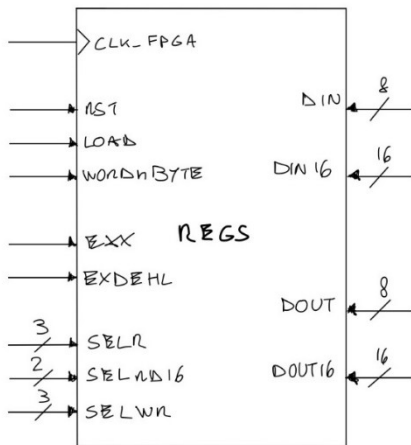 CLK_FPGA
RST
LOAD
WORDnBYTE
EXX
EXDEHL
3
SELR
2
SELRD16
3
SELWR
REGS
8
DIN
16
DIN16
8
DOUT
16
DOUT16